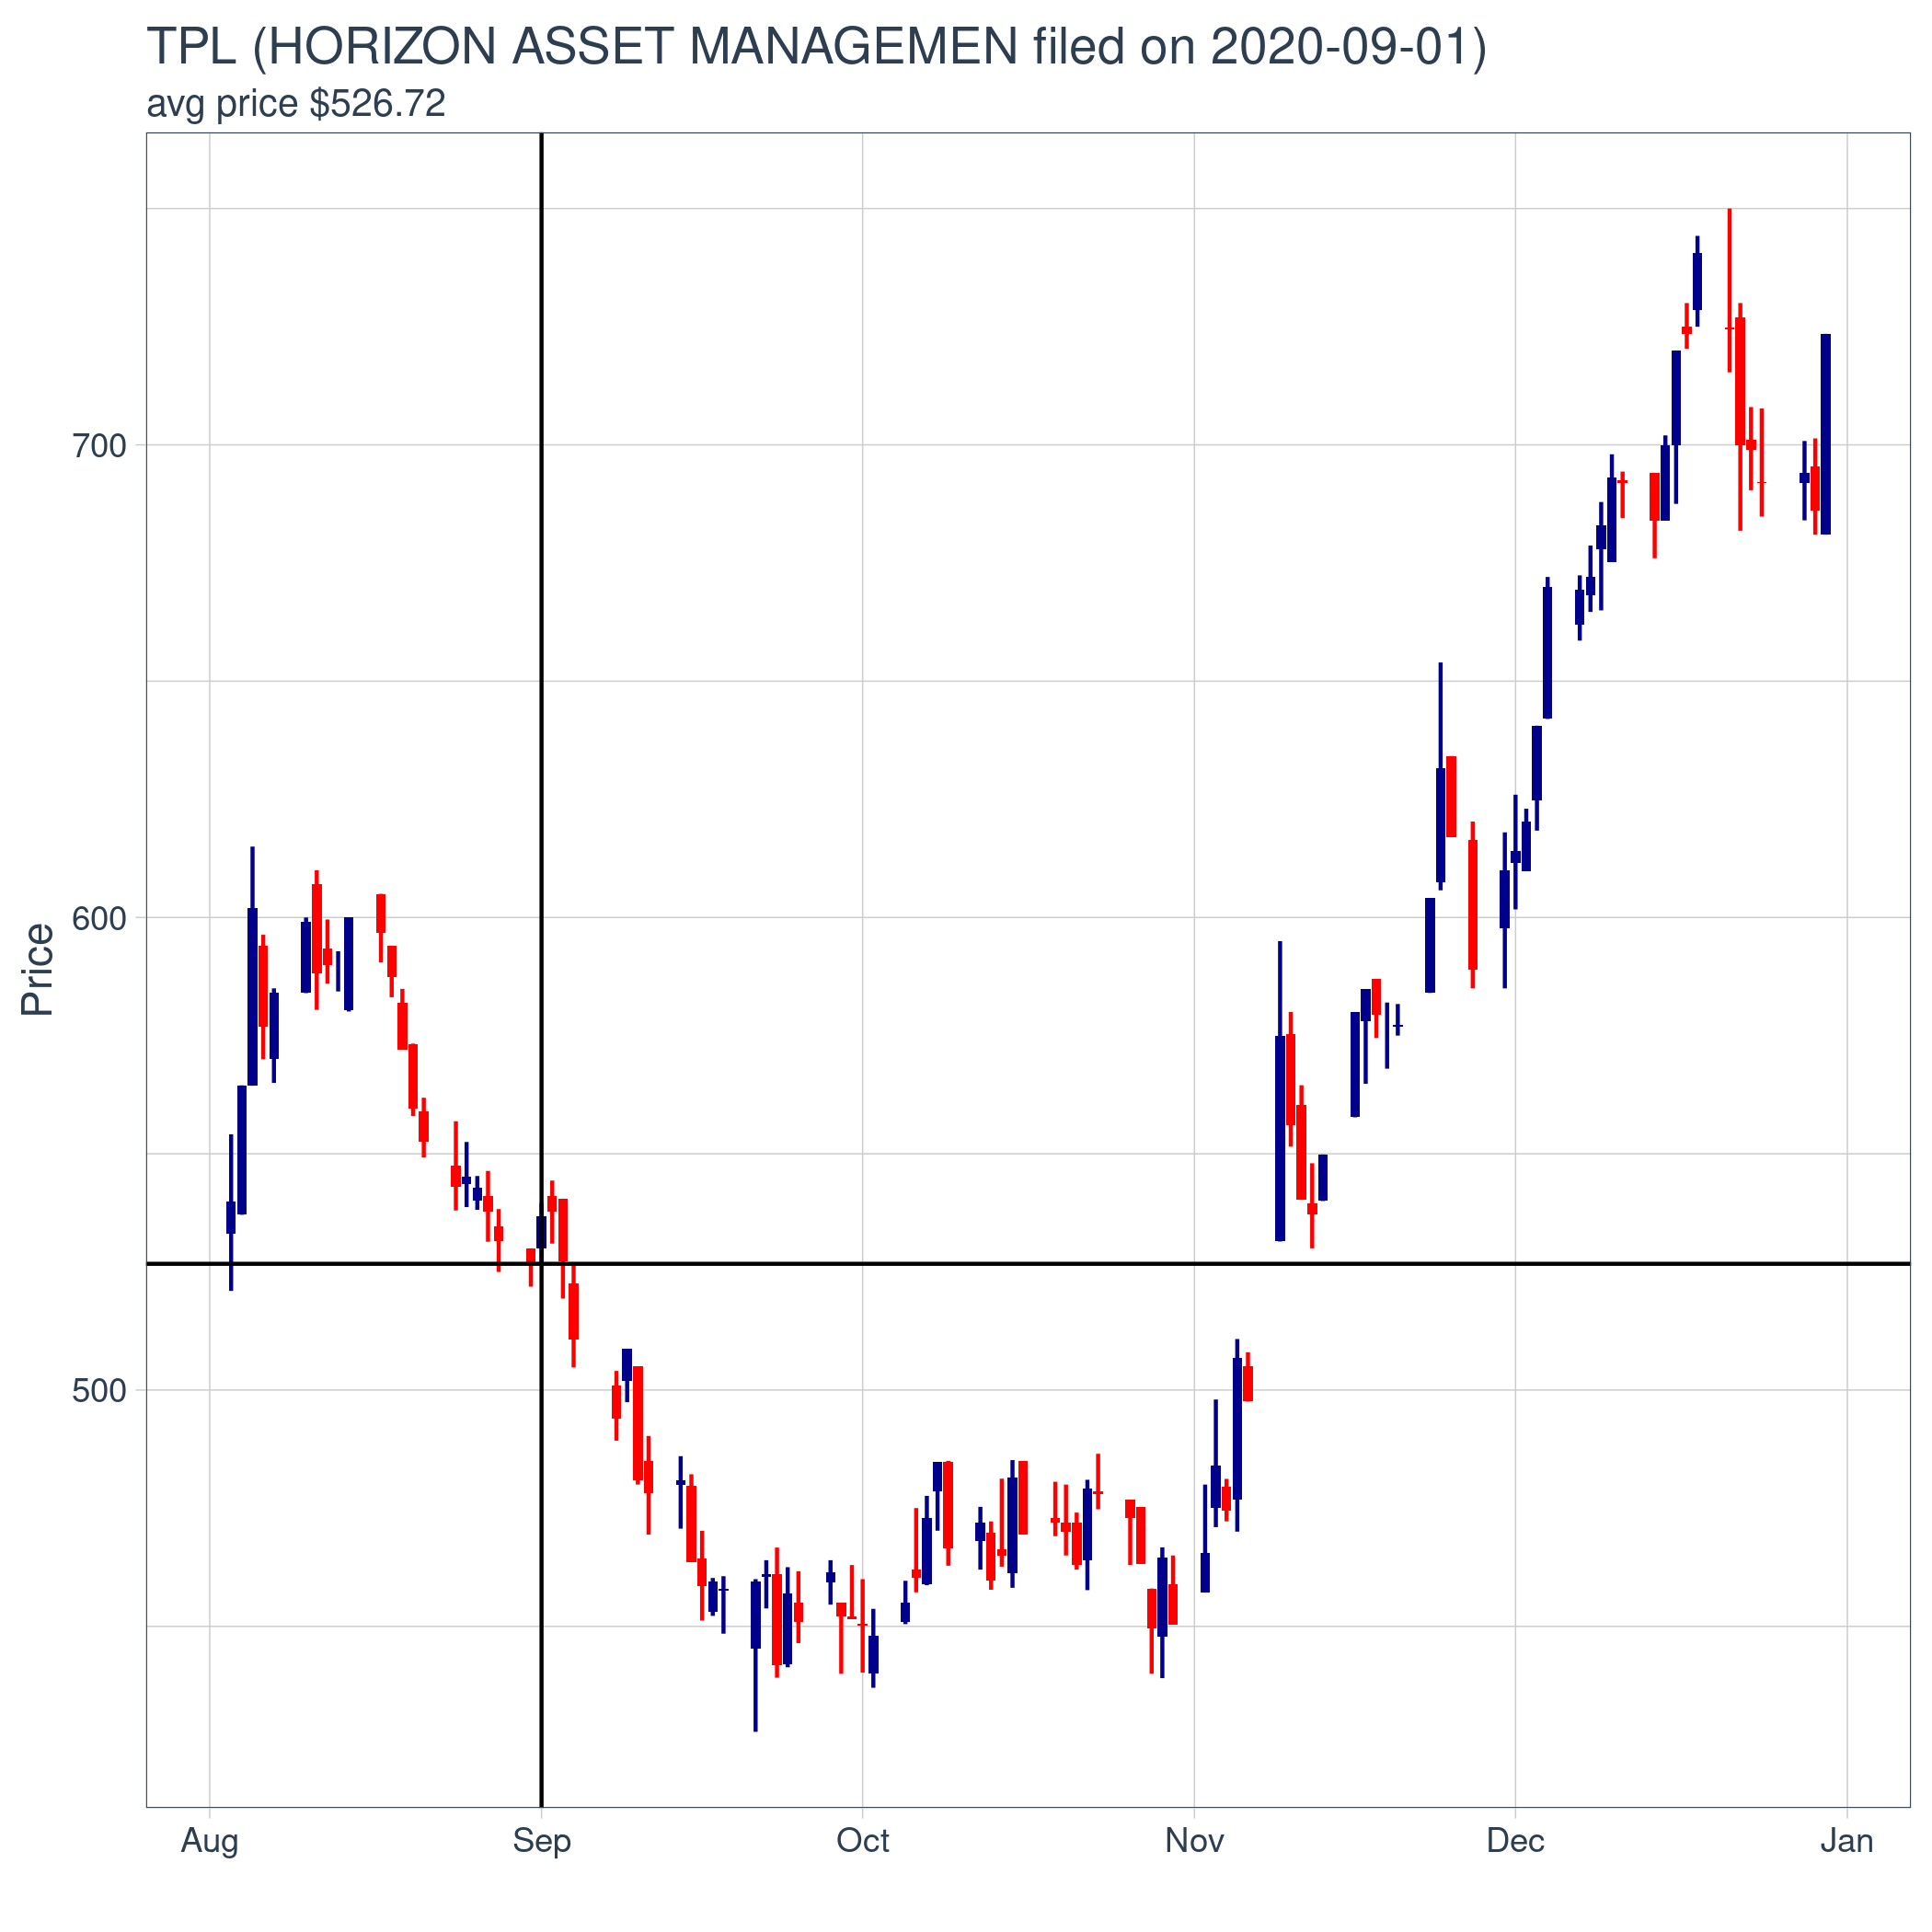 TPL (HORIZON ASSET MANAGEMEN filed on 2020-09-01)
avg price $526.72
Price
700
600
500
Aug Sep Oct Nov Dec Jan